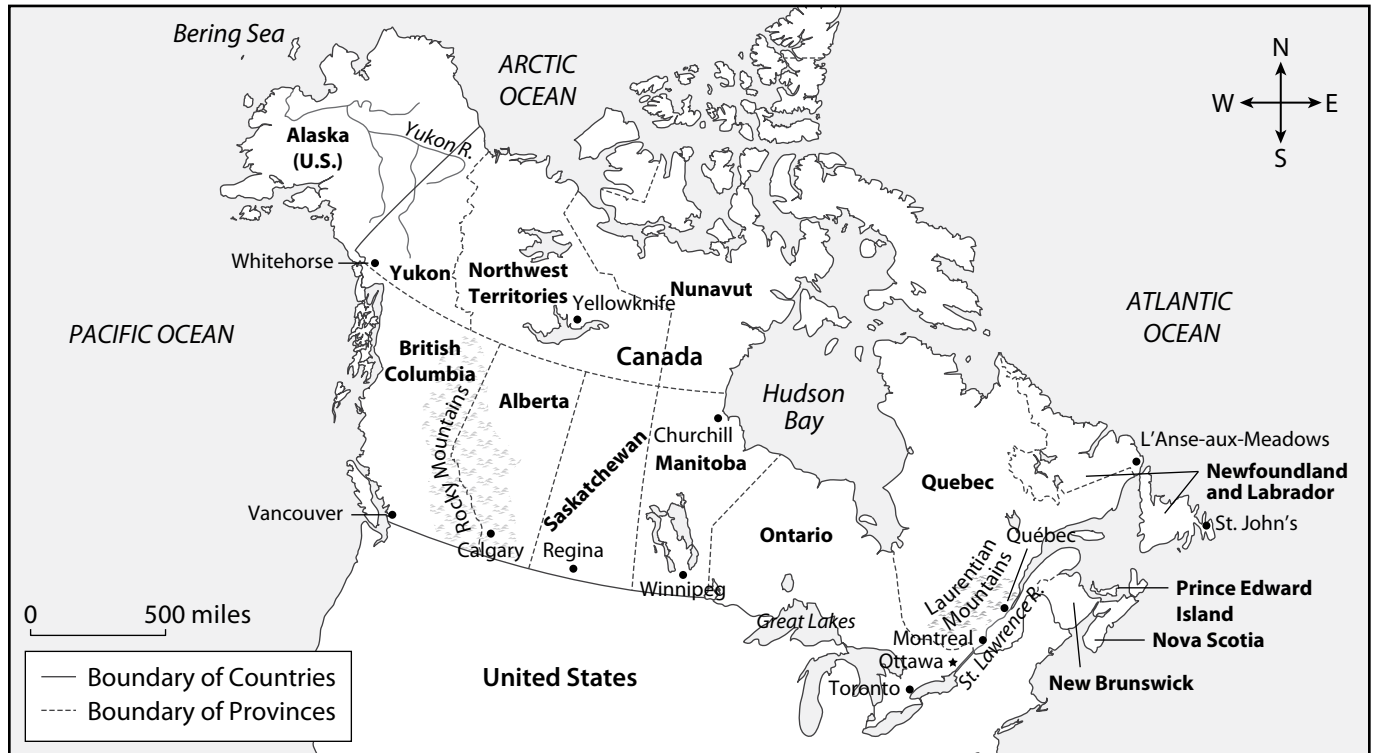 Bering Sea
ARCTIC
OCEAN
N
W
E
S
Alaska
(U.S.)
Yukon R.
Whitehorse
Yukon
Northwest
Territories
Yellowknife
Nunavut
ATLANTIC
OCEAN
PACIFIC OCEAN
British
Columbia
Canada
Rocky Mountains
Alberta
Hudson
Bay
Churchill
Saskatchewan
Manitoba
L'Anse-aux-Meadows
Quebec
Newfoundland
and Labrador
Vancouver
Calgary
Regina
Ontario
Québec
St. John's
Winnipeg
Laurentian
Mountains
Prince Edward
Island
0
500 miles
Great Lakes
Montreal
St. Lawrence R.
Nova Scotia
Ottawa
Boundary of Countries
United States
Toronto
New Brunswick
Boundary of Provinces